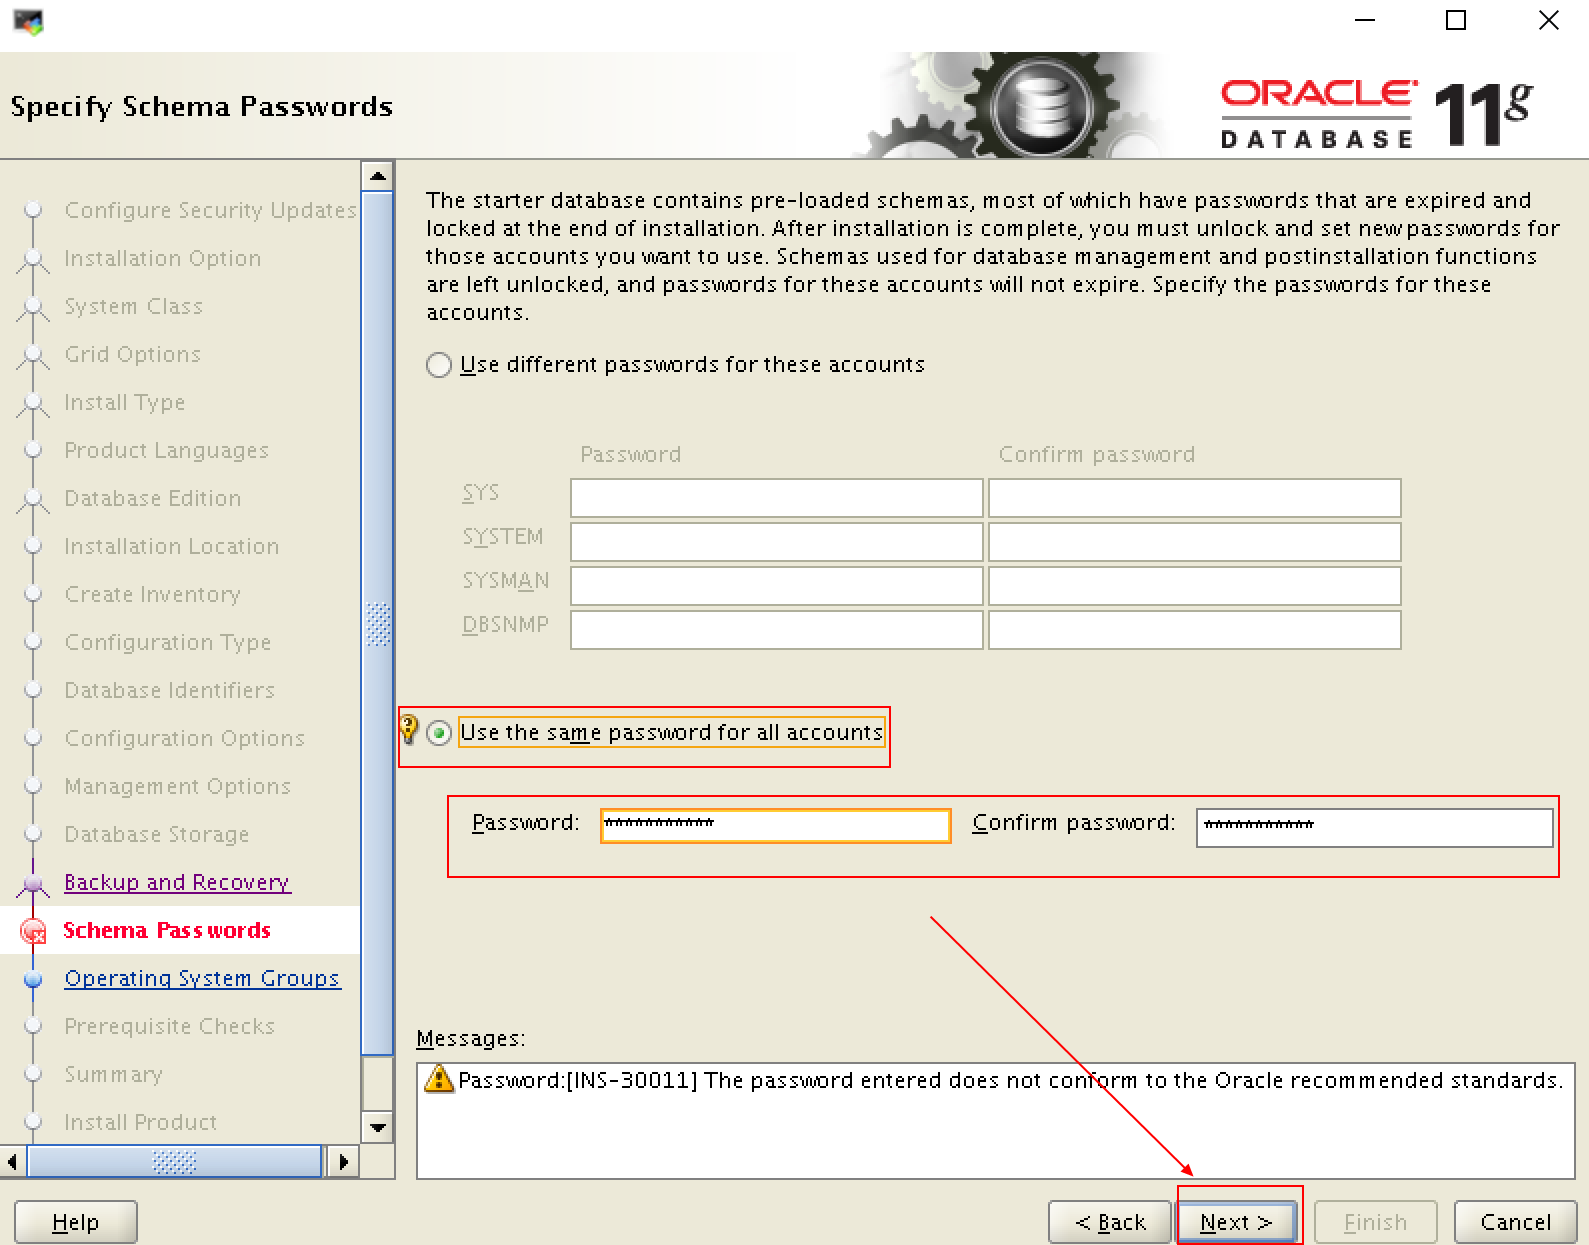 Specify Schema Passwords
ORACLE
DATABASE
11g
Configure Security Updates
Installation Option
System Class
Grid Options
Install Type
Product Languages
Database Edition
Installation Location
Create Inventory
Configuration Type
Database Identifiers
Configuration Options
Management Options
Database Storage
Backup and Recovery
Schema Passwords
Operating System Groups
Prerequisite Checks
Summary
Install Product
The starter database contains pre-loaded schemas, most of which have passwords that are expired and
locked at the end of installation. After installation is complete, you must unlock and set new passwords for
those accounts you want to use. Schemas used for database management and postinstallation functions
are left unlocked, and passwords for these accounts will not expire. Specify the passwords for these
accounts.
Use different passwords for these accounts
Password Confirm password
SYS
SYSTEM
SYSMAN
DBSNMP
Use the same password for all accounts
Password: *********** Confirm password: ***********
Messages:
Password:[INS-30011] The password entered does not conform to the Oracle recommended standards.
Help < Back Next > Finish Cancel